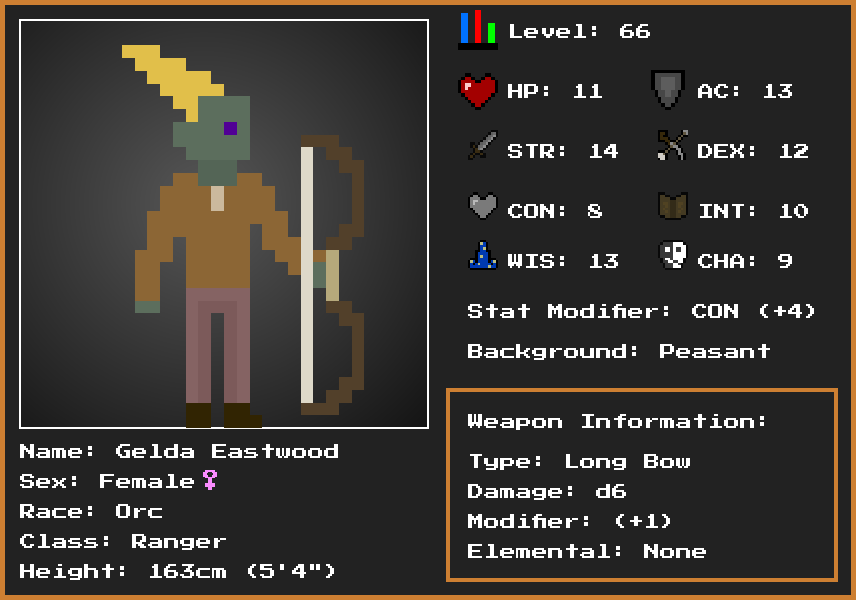 Level: 66
HP: 11
AC: 13
STR: 14
DEX: 12
CON: 8
INT: 10
WIS: 13
CHA: 9
Stat Modifier: CON (+4)
Background: Peasant
Weapon Information:
Type: Long Bow
Damage: d6
Modifier: (+1)
Elemental: None
Name: Gelda Eastwood
Sex: Female♀
Race: Orc
Class: Ranger
Height: 163cm (5'4")